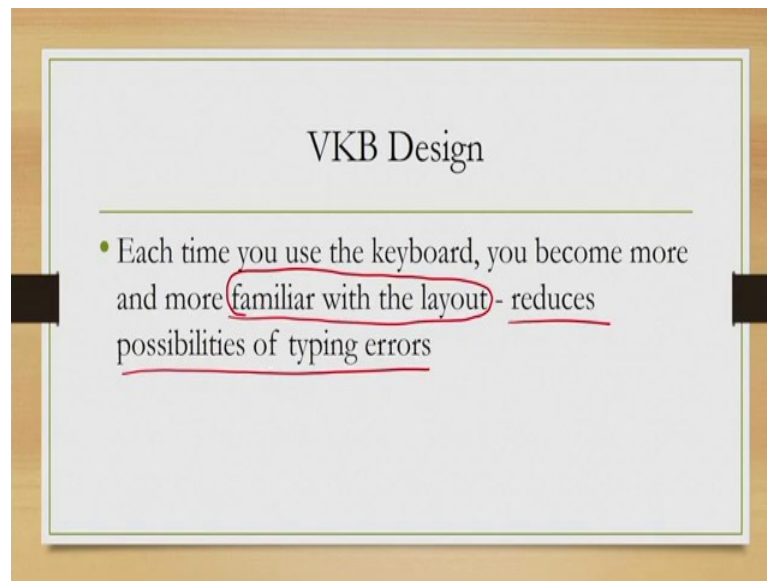 VKB Design
• Each time you use the keyboard, you become more
and more familiar with the layout - reduces
possibilities of typing errors